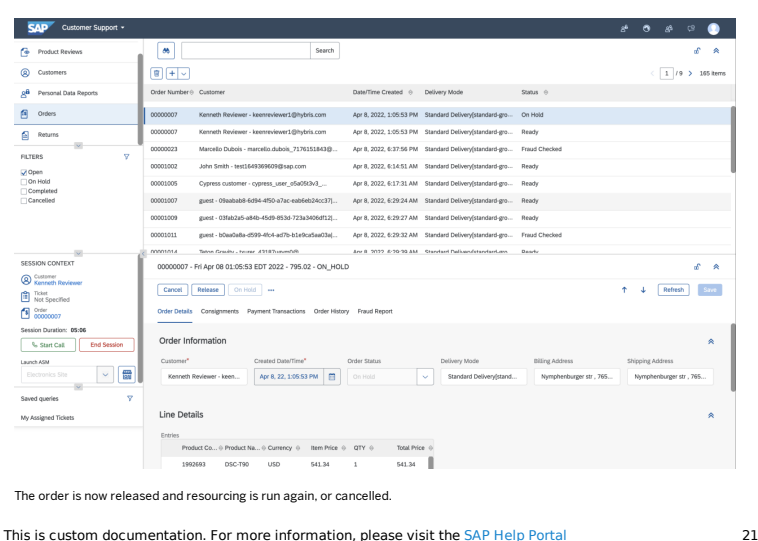 SAP Customer Support
Product Reviews
Customers
Personal Data Reports
Orders
Returns
FILTERS
Open
On Hold
Completed
Cancelled
SESSION CONTEXT
Customer
Kenneth Reviewer
Ticket
Not Specified
Order
00000007
Session Duration: 05:06
Start Call End Session
Launch ASM
Electronics Site
Saved queries
My Assigned Tickets
Search
1 / 9 > 165 items
Order Number Customer Date/Time Created Delivery Mode Status
00000007 Kenneth Reviewer - keenreviewer1@hybris.com Apr 8, 2022, 1:05:53 PM Standard Delivery[standard-gro... On Hold
00000007 Kenneth Reviewer - keenreviewer1@hybris.com Apr 8, 2022, 1:05:53 PM Standard Delivery[standard-gro... Ready
00000023 Marcello Dubois - marcello.dubois_7176151843@... Apr 8, 2022, 6:37:56 PM Standard Delivery[standard-gro... Fraud Checked
00001002 John Smith - test1649369609@sap.com Apr 8, 2022, 6:14:51 AM Standard Delivery[standard-gro... Ready
00001005 Cypress customer - cypress_user_o5a05t3v3_... Apr 8, 2022, 6:17:31 AM Standard Delivery[standard-gro... Ready
00001007 guest - 09aabab8-6d94-4f50-a7ac-eab6eb24cc37|... Apr 8, 2022, 6:29:24 AM Standard Delivery[standard-gro... Ready
00001009 guest - 03fab2a5-a84b-45d9-853d-723a3406df12|... Apr 8, 2022, 6:29:27 AM Standard Delivery[standard-gro... Ready
00001011 guest - b0aa0a8a-d599-4fc4-ad7b-b1e9ca5aa03a|... Apr 8, 2022, 6:29:32 AM Standard Delivery[standard-gro... Fraud Checked
00001014 Teton Gravity - Apr 8, 2022, 6:29:39 AM Standard Delivery[standard-gro... Ready
00000007 - Fri Apr 08 01:05:53 EDT 2022 - 795.02 - ON_HOLD
Cancel Release On Hold ... Refresh Save
Order Details Consignments Payment Transactions Order History Fraud Report
Order Information
Customer* Created Date/Time* Order Status Delivery Mode Billing Address Shipping Address
Kenneth Reviewer - keen... Apr 8, 22, 1:05:53 PM On Hold Standard Delivery[stand... Nymphenburger str , 765... Nymphenburger str , 765...
Line Details
Entries
Product Co... Product Na... Currency Item Price QTY Total Price
1992693 DSC-T90 USD 541.34 1 541.34
The order is now released and resourcing is run again, or cancelled.
This is custom documentation. For more information, please visit the SAP Help Portal 21